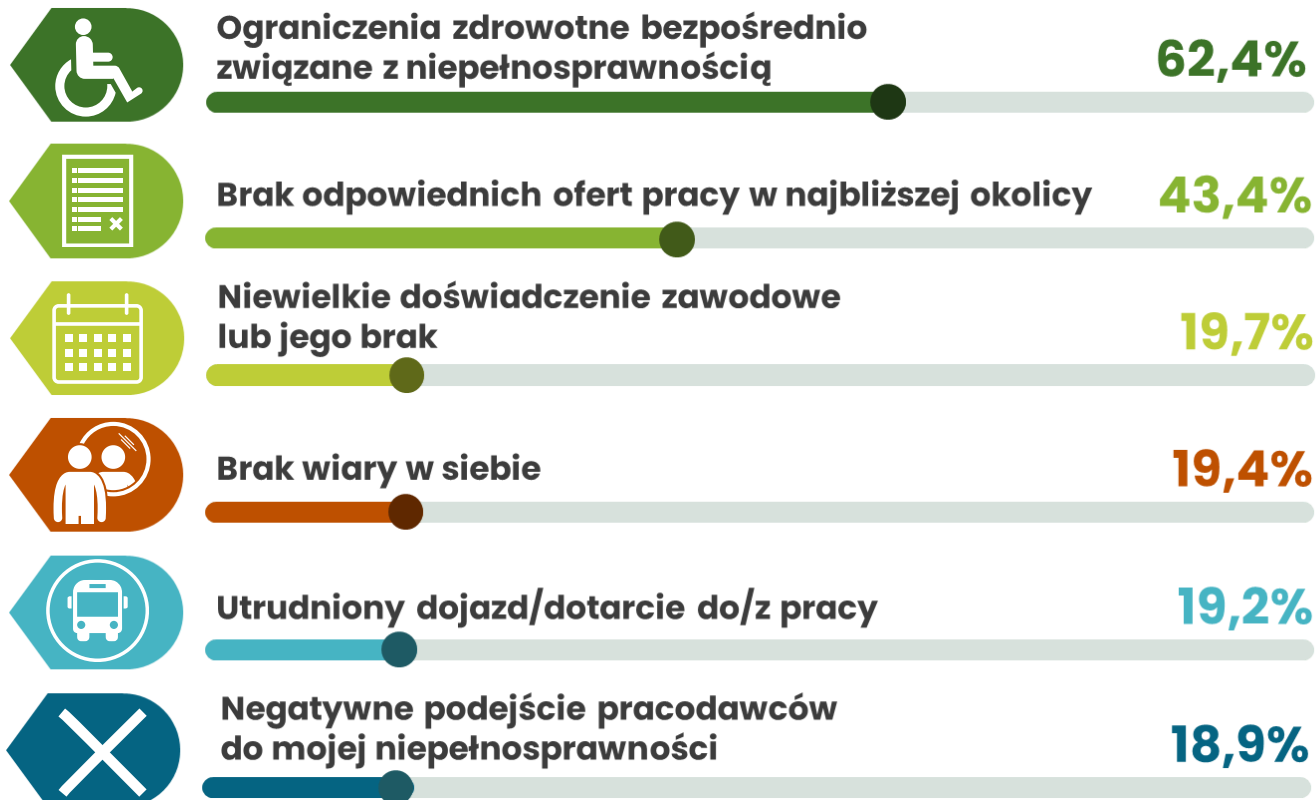 Ograniczenia zdrowotne bezpośrednio
związane z niepełnosprawnością
62,4%
Brak odpowiednich ofert pracy w najbliższej okolicy
43,4%
Niewielkie doświadczenie zawodowe
lub jego brak
19,7%
Brak wiary w siebie
19,4%
Utrudniony dojazd/dotarcie do/z pracy
19,2%
Negatywne podejście pracodawców
do mojej niepełnosprawności
18,9%